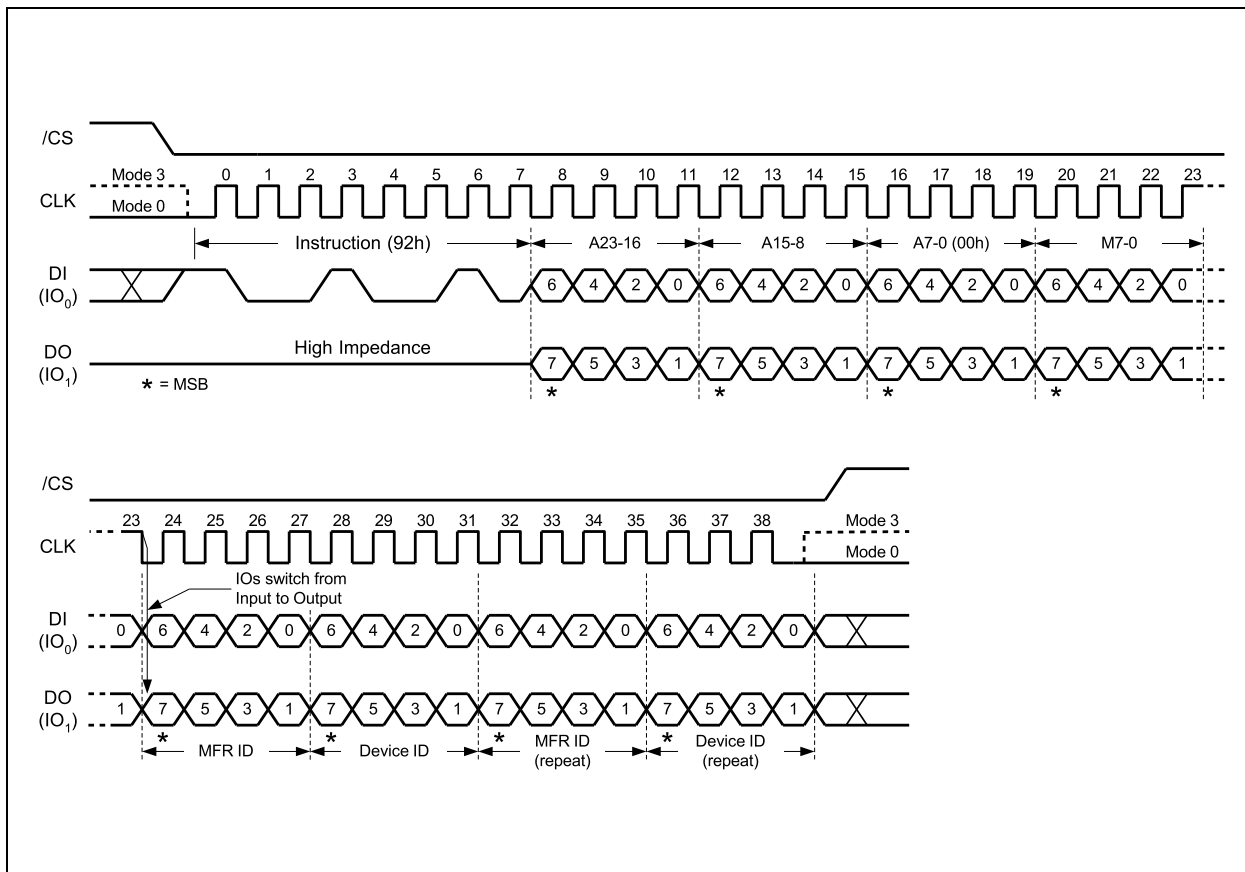 /CS
Mode 3
0 1 2 3 4 5 6 7 8 9 10 11 12 13 14 15 16 17 18 19 20 21 22 23
CLK
Mode 0
Instruction (92h) A23-16 A15-8 A7-0 (00h) M7-0
DI
(IO0)
6 4 2 0 6 4 2 0 6 4 2 0 6 4 2 0
High Impedance
DO
(IO1)
7 5 3 1 7 5 3 1 7 5 3 1 7 5 3 1
* = MSB
* * * *
/CS
23 24 25 26 27 28 29 30 31 32 33 34 35 36 37 38
Mode 3
CLK
Mode 0
IOs switch from
Input to Output
DI
(IO0)
0 6 4 2 0 6 4 2 0 6 4 2 0 6 4 2 0
DO
(IO1)
1 7 5 3 1 7 5 3 1 7 5 3 1 7 5 3 1
* * * *
MFR ID Device ID MFR ID Device ID
(repeat) (repeat)